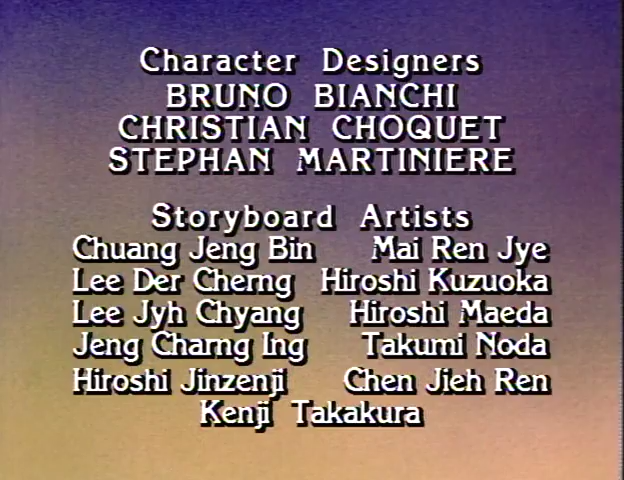 Character Designers
BRUNO BIANCHI
CHRISTIAN CHOQUET
STEPHAN MARTINIERE
Storyboard Artists
Chuang Jeng Bin Mai Ren Jye
Lee Der Cherng Hiroshi Kuzuoka
Lee Jyh Chyang Hiroshi Maeda
Jeng Charng Ing Takumi Noda
Hiroshi Jinzenji Chen Jieh Ren
Kenji Takakura